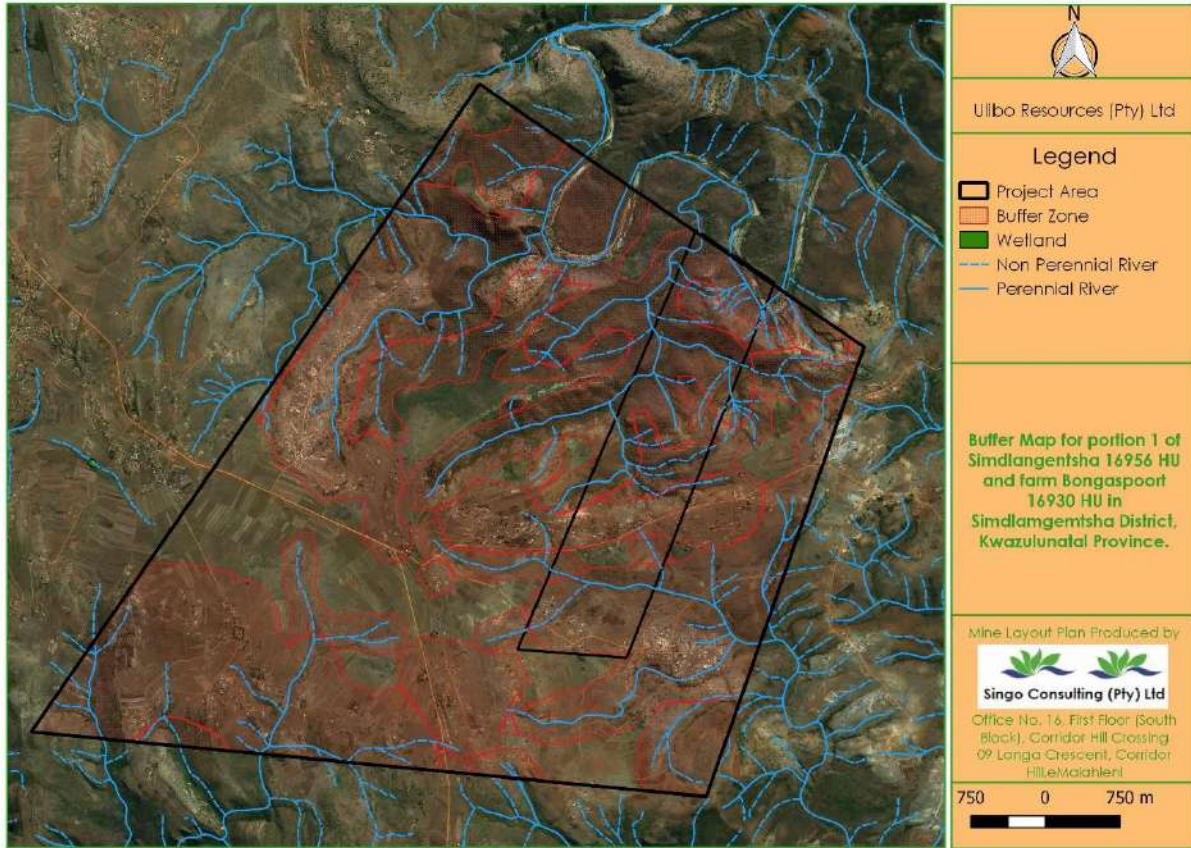 N
Ulibo Resources (Pty) Ltd
Legend
Project Area
Buffer Zone
Wetland
Non Perennial River
Perennial River
Buffer Map for portion 1 of
Simdlangentsha 16956 HU
and farm Bongaspoort
16930 HU in
Simdlamgemtsha District,
Kwazulunatal Province.
Mine Layout Plan Produced by
Singo Consulting (Pty) Ltd
Office No. 16, First Floor (South
Block), Corridor Hill Crossing
09 Langa Crescent, Corridor
Hill,eMalahleni
750 0 750 m